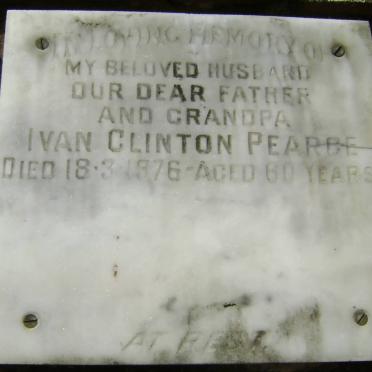 IN LOVING MEMORY OF
MY BELOVED HUSBAND
OUR DEAR FATHER
AND GRANDPA
IVAN CLINTON PEARCE
DIED 18·3·1976–AGED 60 YEARS
AT REST